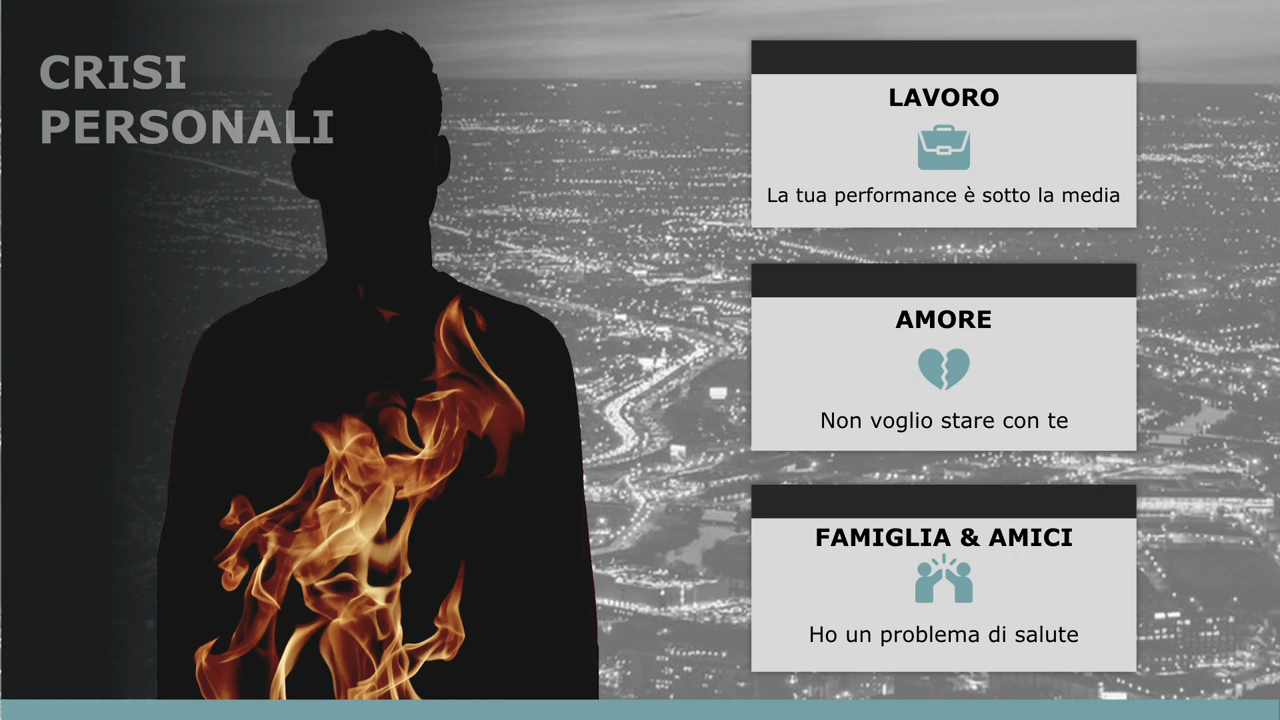 CRISI
PERSONALI
LAVORO
La tua performance è sotto la media
AMORE
Non voglio stare con te
FAMIGLIA & AMICI
Ho un problema di salute